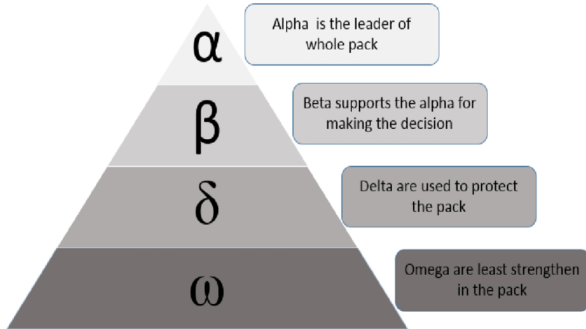 α
Alpha is the leader of
whole pack
β
Beta supports the alpha for
making the decision
δ
Delta are used to protect
the pack
ω
Omega are least strengthen
in the pack